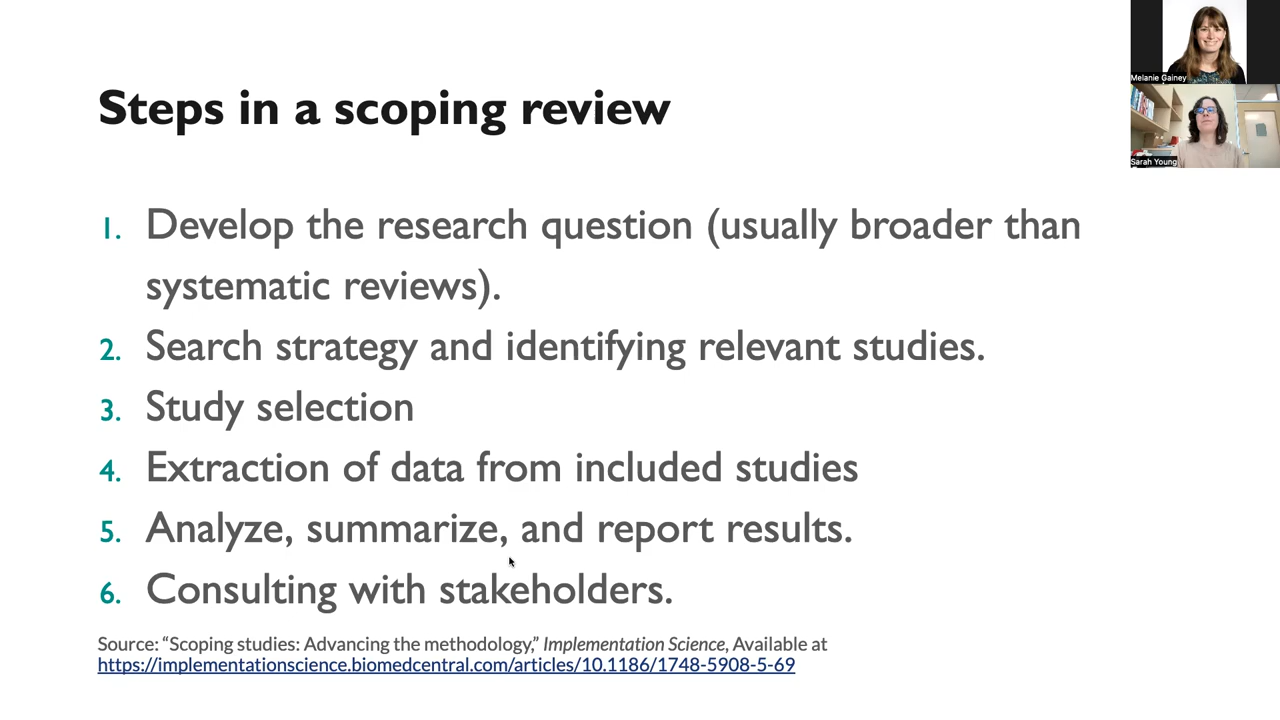 Steps in a scoping review
1. Develop the research question (usually broader than
systematic reviews).
2. Search strategy and identifying relevant studies.
3. Study selection
4. Extraction of data from included studies
5. Analyze, summarize, and report results.
6. Consulting with stakeholders.
Source: “Scoping studies: Advancing the methodology,” Implementation Science, Available at
https://implementationscience.biomedcentral.com/articles/10.1186/1748-5908-5-69
Melanie Gainey
Sarah Young